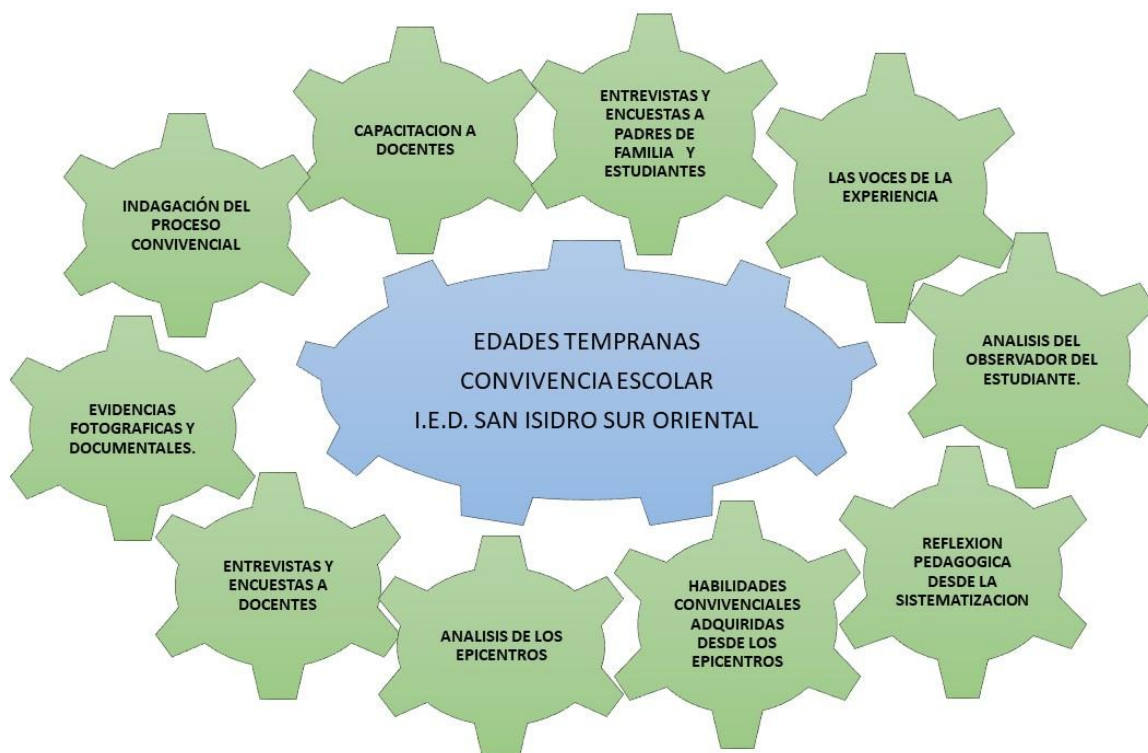 CAPACITACION A
DOCENTES
ENTREVISTAS Y
ENCUESTAS A
PADRES DE
FAMILIA Y
ESTUDIANTES
LAS VOCES DE LA
EXPERIENCIA
INDAGACIÓN DEL
PROCESO
CONVIVENCIAL
EDADES TEMPRANAS
CONVIVENCIA ESCOLAR
I.E.D. SAN ISIDRO SUR ORIENTAL
ANALISIS DEL
OBSERVADOR DEL
ESTUDIANTE.
EVIDENCIAS
FOTOGRAFICAS Y
DOCUMENTALES.
ENTREVISTAS Y
ENCUESTAS A
DOCENTES
ANALISIS DE LOS
EPICENTROS
HABILIDADES
CONVIVENCIALES
ADQUIRIDAS
DESDE LOS
EPICENTROS
REFLEXION
PEDAGOGICA
DESDE LA
SISTEMATIZACION